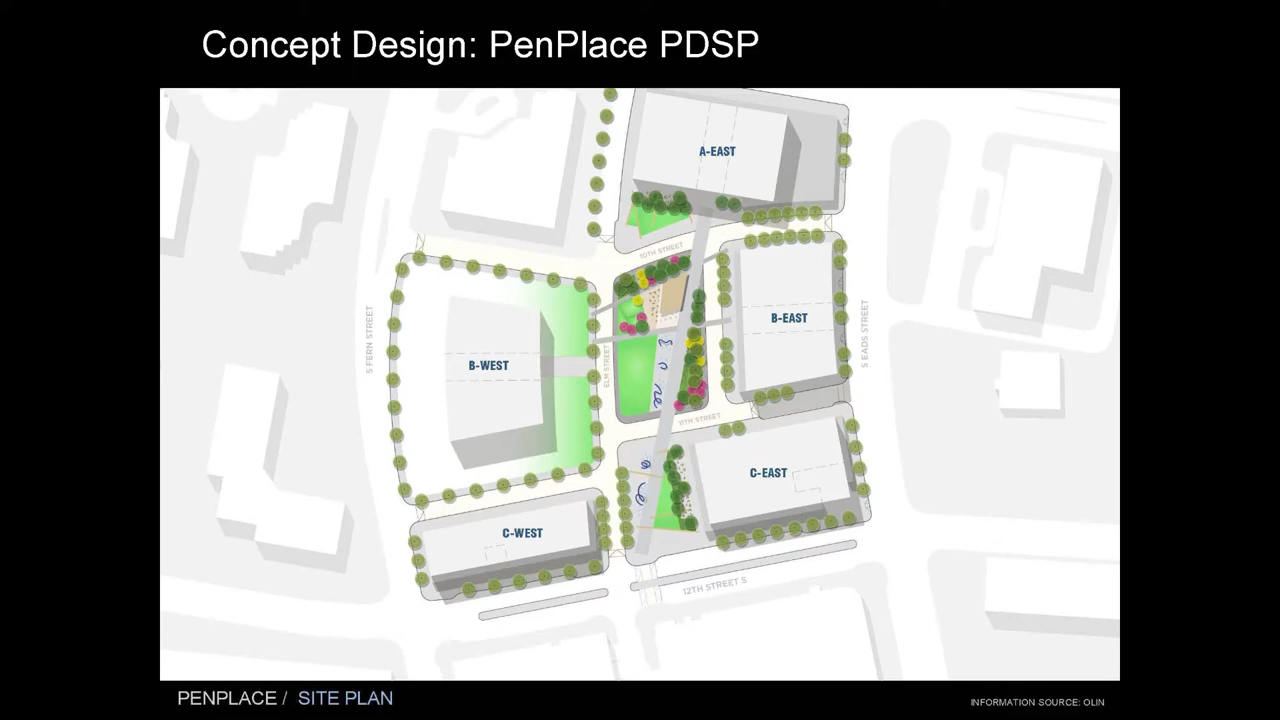 Concept Design: PenPlace PDSP
A-EAST
10TH STREET
S FERN STREET
B-WEST
ELM STREET
B-EAST
S EADS STREET
11TH STREET
C-EAST
C-WEST
12TH STREET S
PENPLACE / SITE PLAN
INFORMATION SOURCE: OLIN